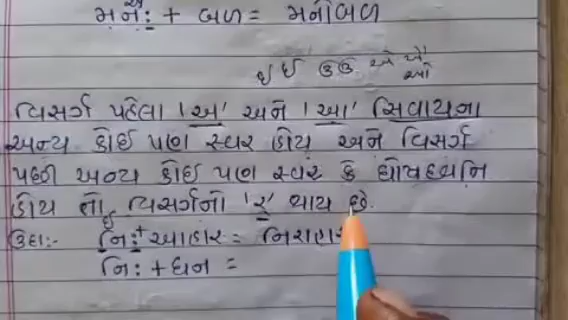 અ
મનઃ + બળ = મનોબળ
ઇ ઈ ઉઊ એ ઐ
ઓ
વિસર્ગ પહેલા 'અ' અને 'આ' સિવાયના
અન્ય કોઇ પણ સ્વર હોય અને વિસર્ગ
પછી અન્ય કોઇ પણ સ્વર કે ઘોષધ્વનિ
હોય તો વિસર્ગનો 'ર્' થાય છે.
ઇ
ઉદા:- નિઃ + આહાર = નિરાહાર
નિઃ + ધન =